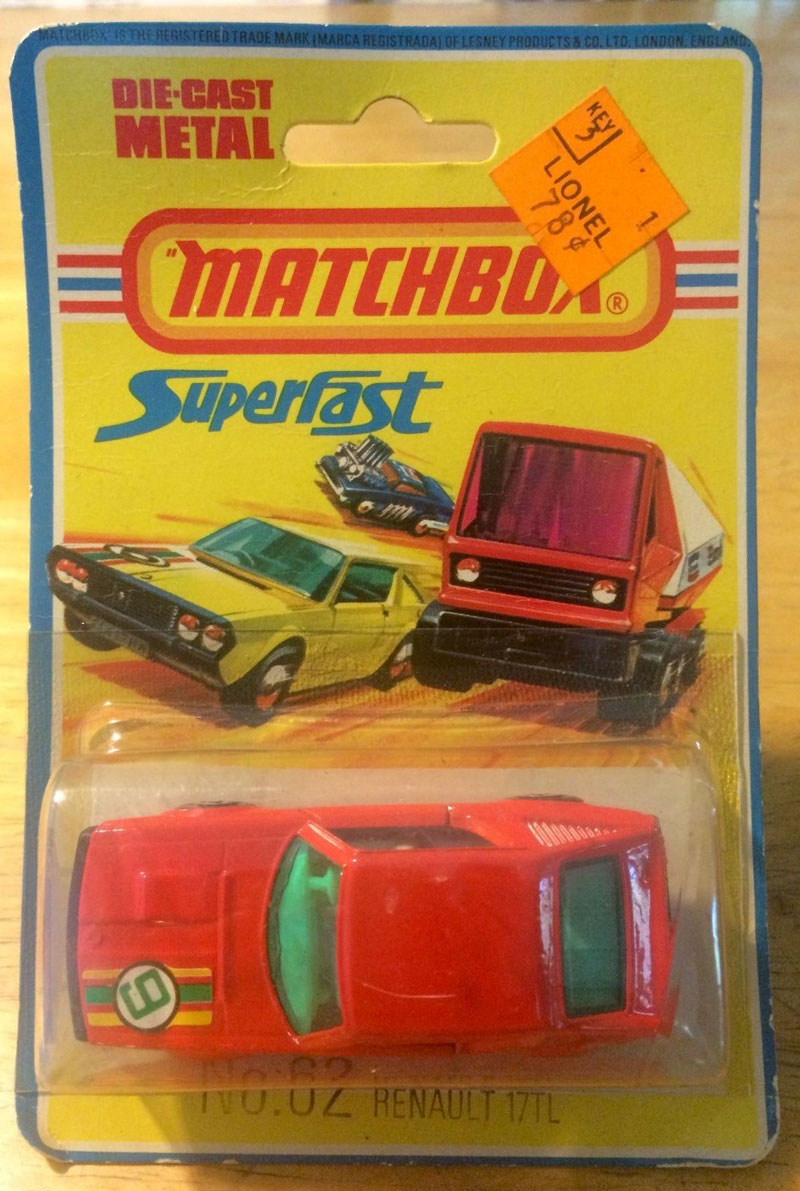 "MATCHBOX" IS THE REGISTERED TRADE MARK (MARCA REGISTRADA) OF LESNEY PRODUCTS & CO. LTD. LONDON, ENGLAND.
DIE-CAST
METAL
KEY
3
1
LIONEL
78¢
"MATCHBOX®
Superfast
6
No:62 RENAULT 17TL